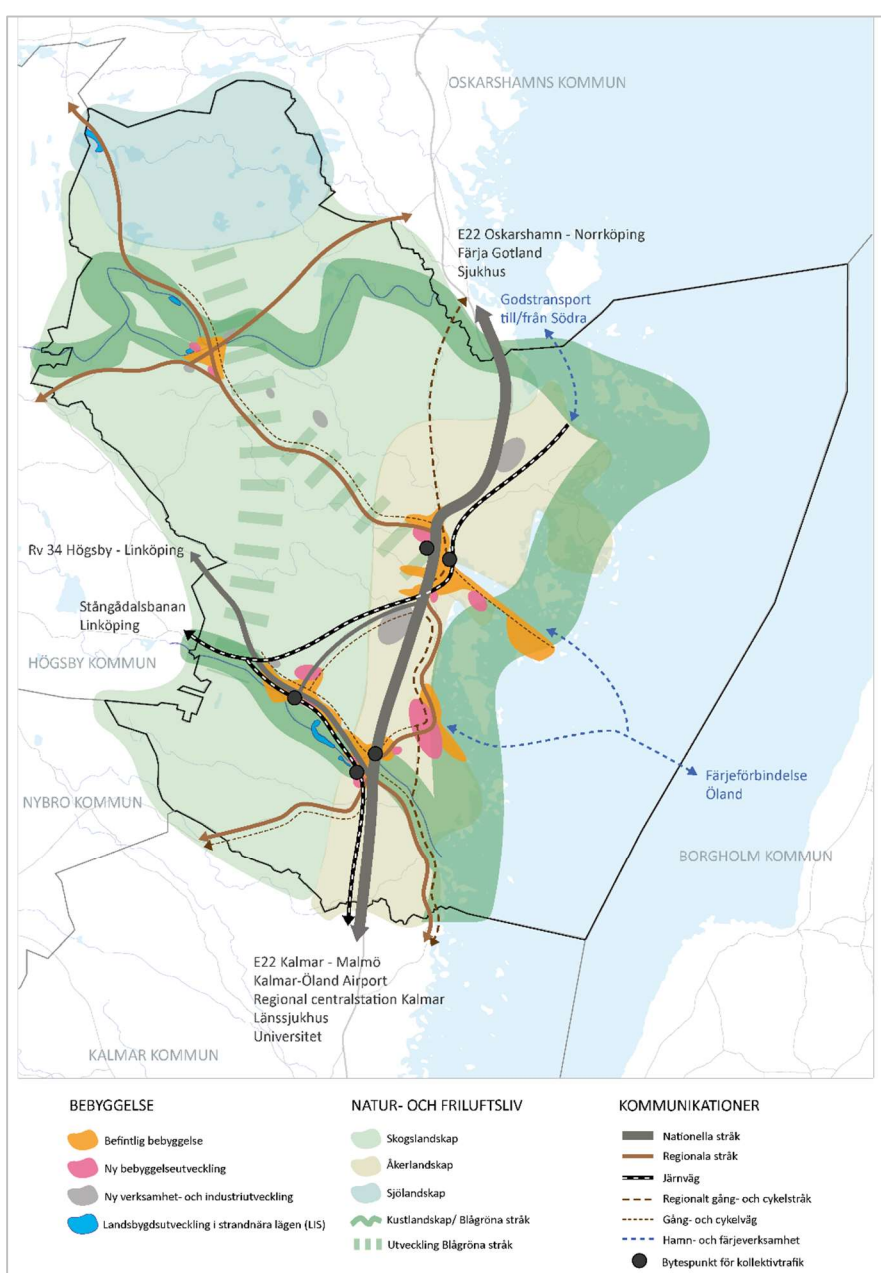 OSKARSHAMNS KOMMUN
E22 Oskarshamn - Norrköping
Färja Gotland
Sjukhus
Godstransport
till/från Södra
Rv 34 Högsby - Linköping
Stångådalsbanan
Linköping
HÖGSBY KOMMUN
NYBRO KOMMUN
Färjeförbindelse
Öland
BORGHOLM KOMMUN
E22 Kalmar - Malmö
Kalmar-Öland Airport
Regional centralstation Kalmar
Länssjukhus
Universitet
KALMAR KOMMUN
BEBYGGELSE
Befintlig bebyggelse
Ny bebyggelseutveckling
Ny verksamhet- och industriutveckling
Landsbygdsutveckling i strandnära lägen (LIS)
NATUR- OCH FRILUFTSLIV
Skogslandskap
Åkerlandskap
Sjölandskap
Kustlandskap/ Blågröna stråk
Utveckling Blågröna stråk
KOMMUNIKATIONER
Nationella stråk
Regionala stråk
Järnväg
Regionalt gång- och cykelstråk
Gång- och cykelväg
Hamn- och färjeverksamhet
Bytespunkt för kollektivtrafik